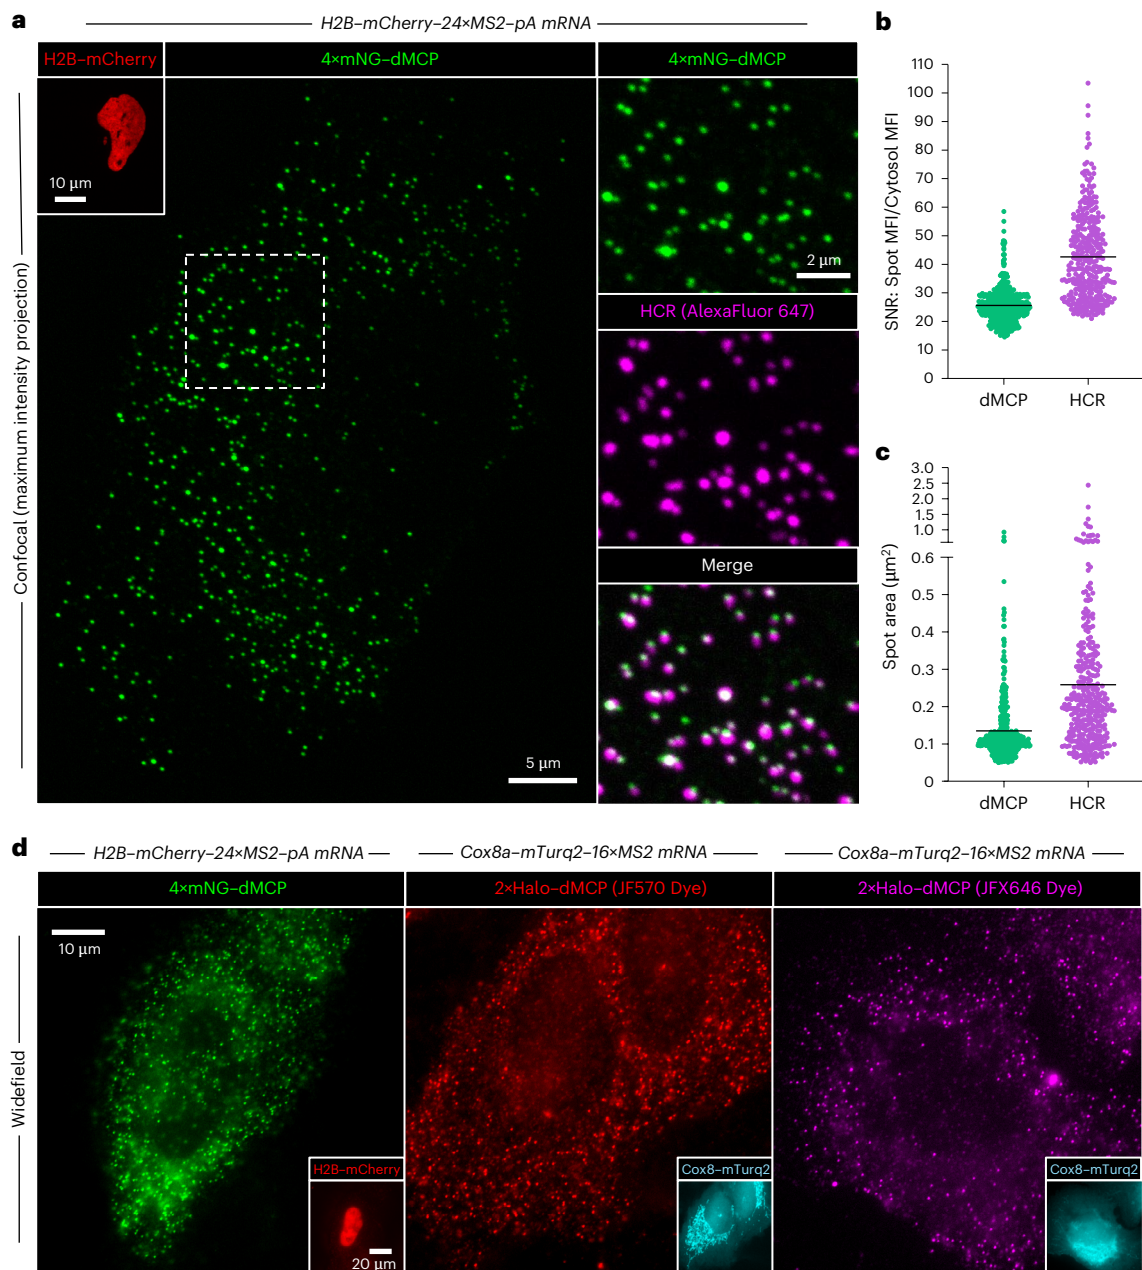 a
H2B–mCherry–24×MS2–pA mRNA
H2B–mCherry
4×mNG–dMCP
4×mNG–dMCP
10 µm
2 µm
HCR (AlexaFluor 647)
Merge
5 µm
Confocal (maximum intensity projection)
b
SNR: Spot MFI/Cytosol MFI
110
100
90
80
70
60
50
40
30
20
10
0
dMCP
HCR
c
Spot area (µm²)
3.0
2.5
2.0
1.5
1.0
0.6
0.5
0.4
0.3
0.2
0.1
0
dMCP
HCR
d
H2B–mCherry–24×MS2–pA mRNA
Cox8a–mTurq2–16×MS2 mRNA
Cox8a–mTurq2–16×MS2 mRNA
4×mNG–dMCP
2×Halo–dMCP (JF570 Dye)
2×Halo–dMCP (JFX646 Dye)
10 µm
Widefield
H2B–mCherry
20 µm
Cox8–mTurq2
Cox8–mTurq2